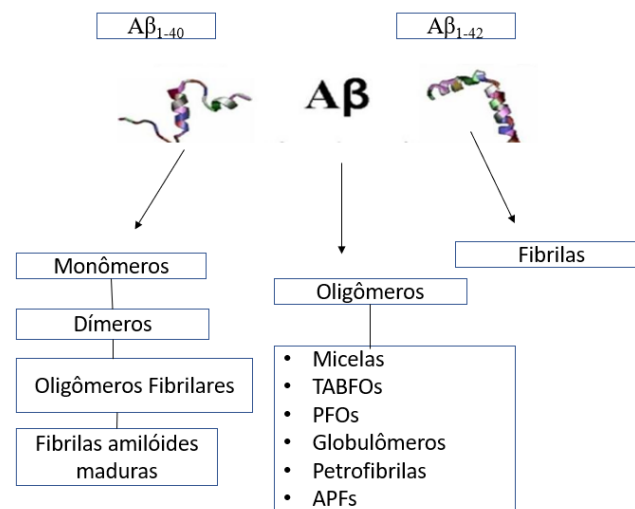 Aβ1-40
Aβ1-42
Aβ
Monômeros
Dímeros
Oligômeros Fibrilares
Fibrilas amilóides
maduras
Oligômeros
• Micelas
• TABFOs
• PFOs
• Globulômeros
• Petrofibrilas
• APFs
Fibrilas